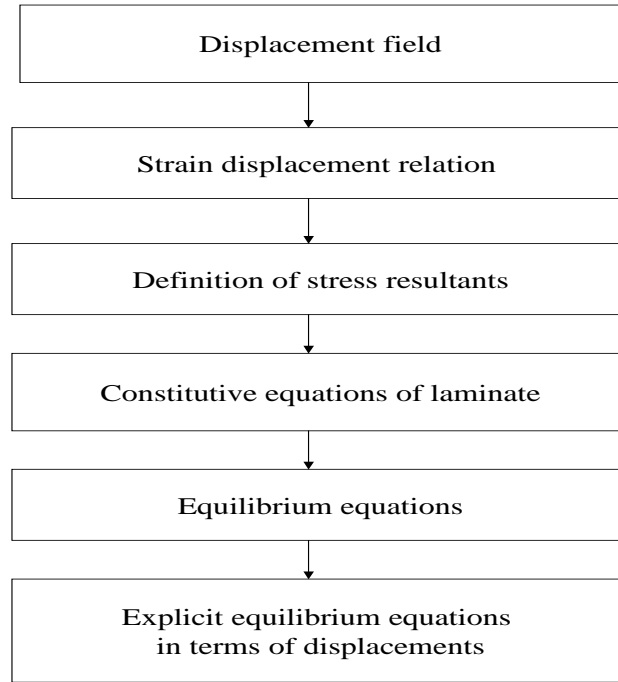 Displacement field
Strain displacement relation
Definition of stress resultants
Constitutive equations of laminate
Equilibrium equations
Explicit equilibrium equations
in terms of displacements